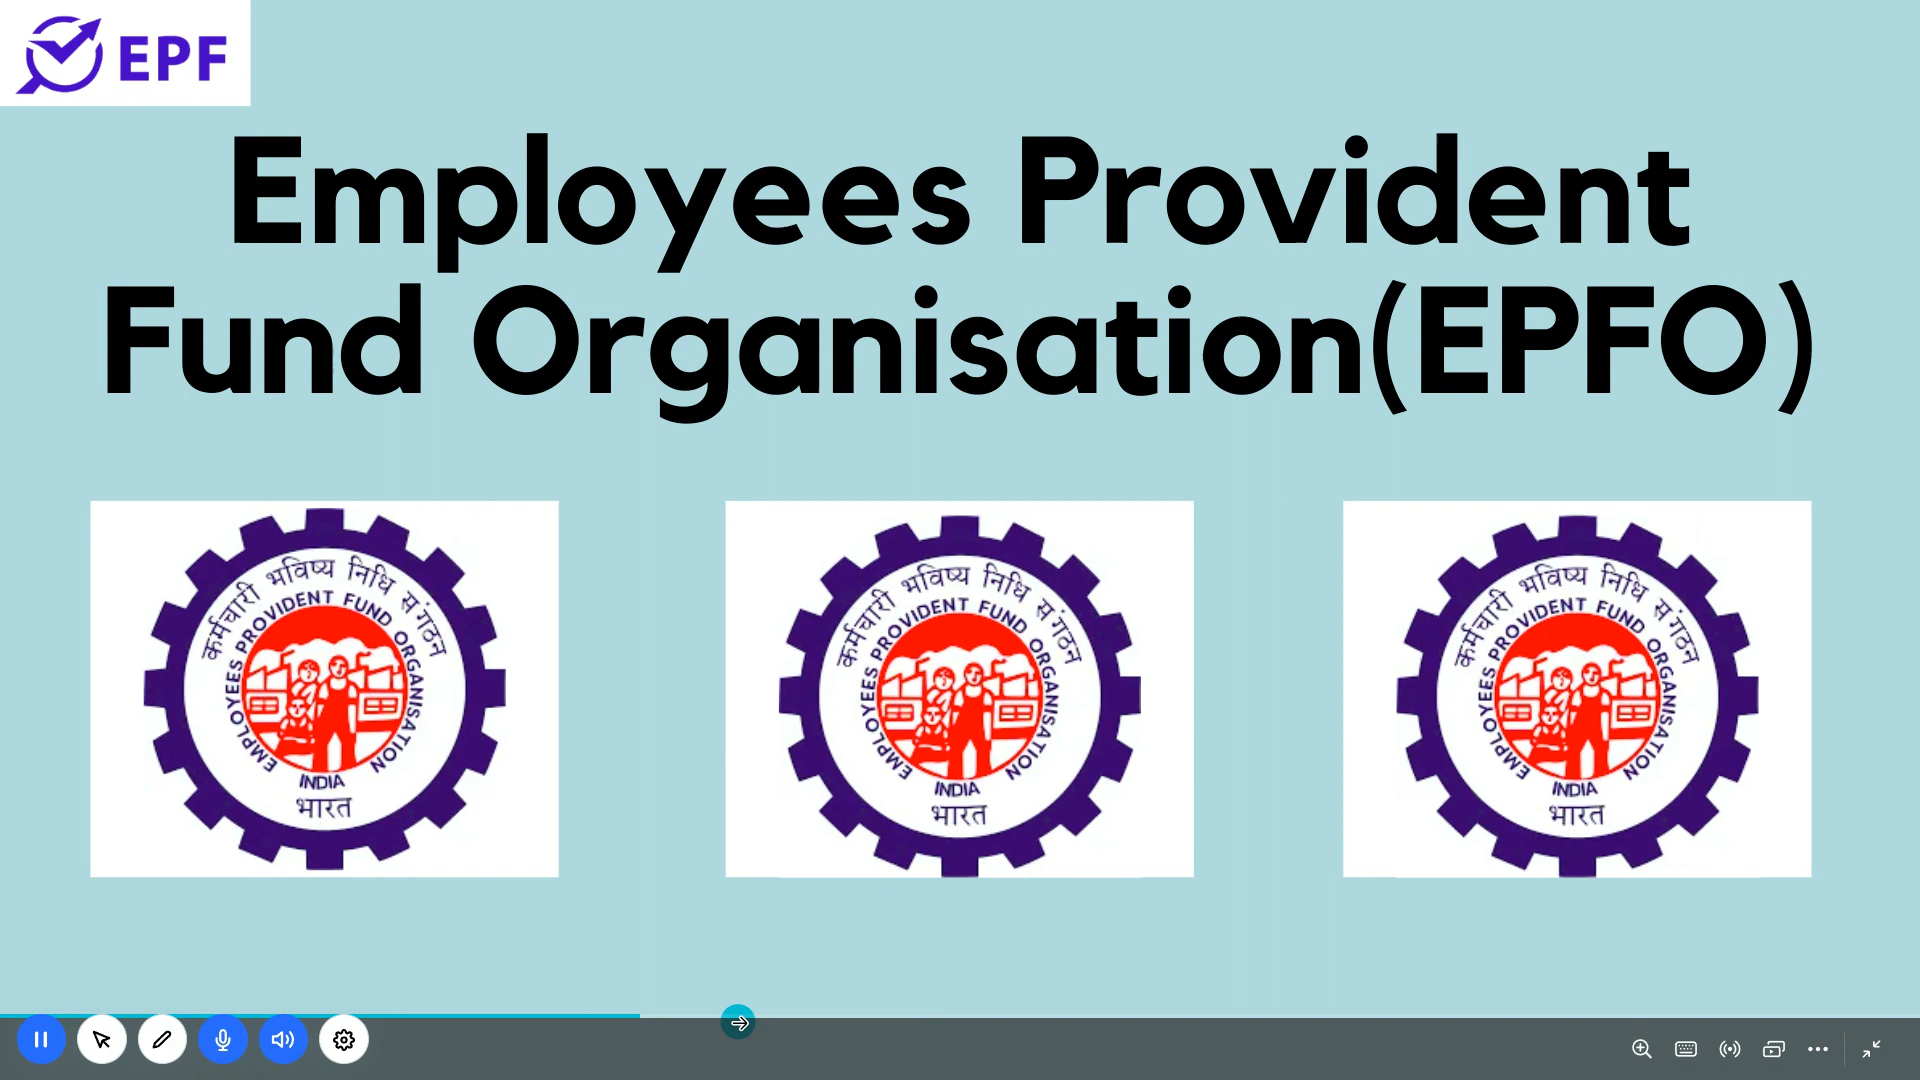 EPF
Employees Provident
Fund Organisation(EPFO)
कर्मचारी भविष्य निधि संगठन
EMPLOYEES PROVIDENT FUND ORGANISATION
INDIA
भारत
कर्मचारी भविष्य निधि संगठन
EMPLOYEES PROVIDENT FUND ORGANISATION
INDIA
भारत
कर्मचारी भविष्य निधि संगठन
EMPLOYEES PROVIDENT FUND ORGANISATION
INDIA
भारत